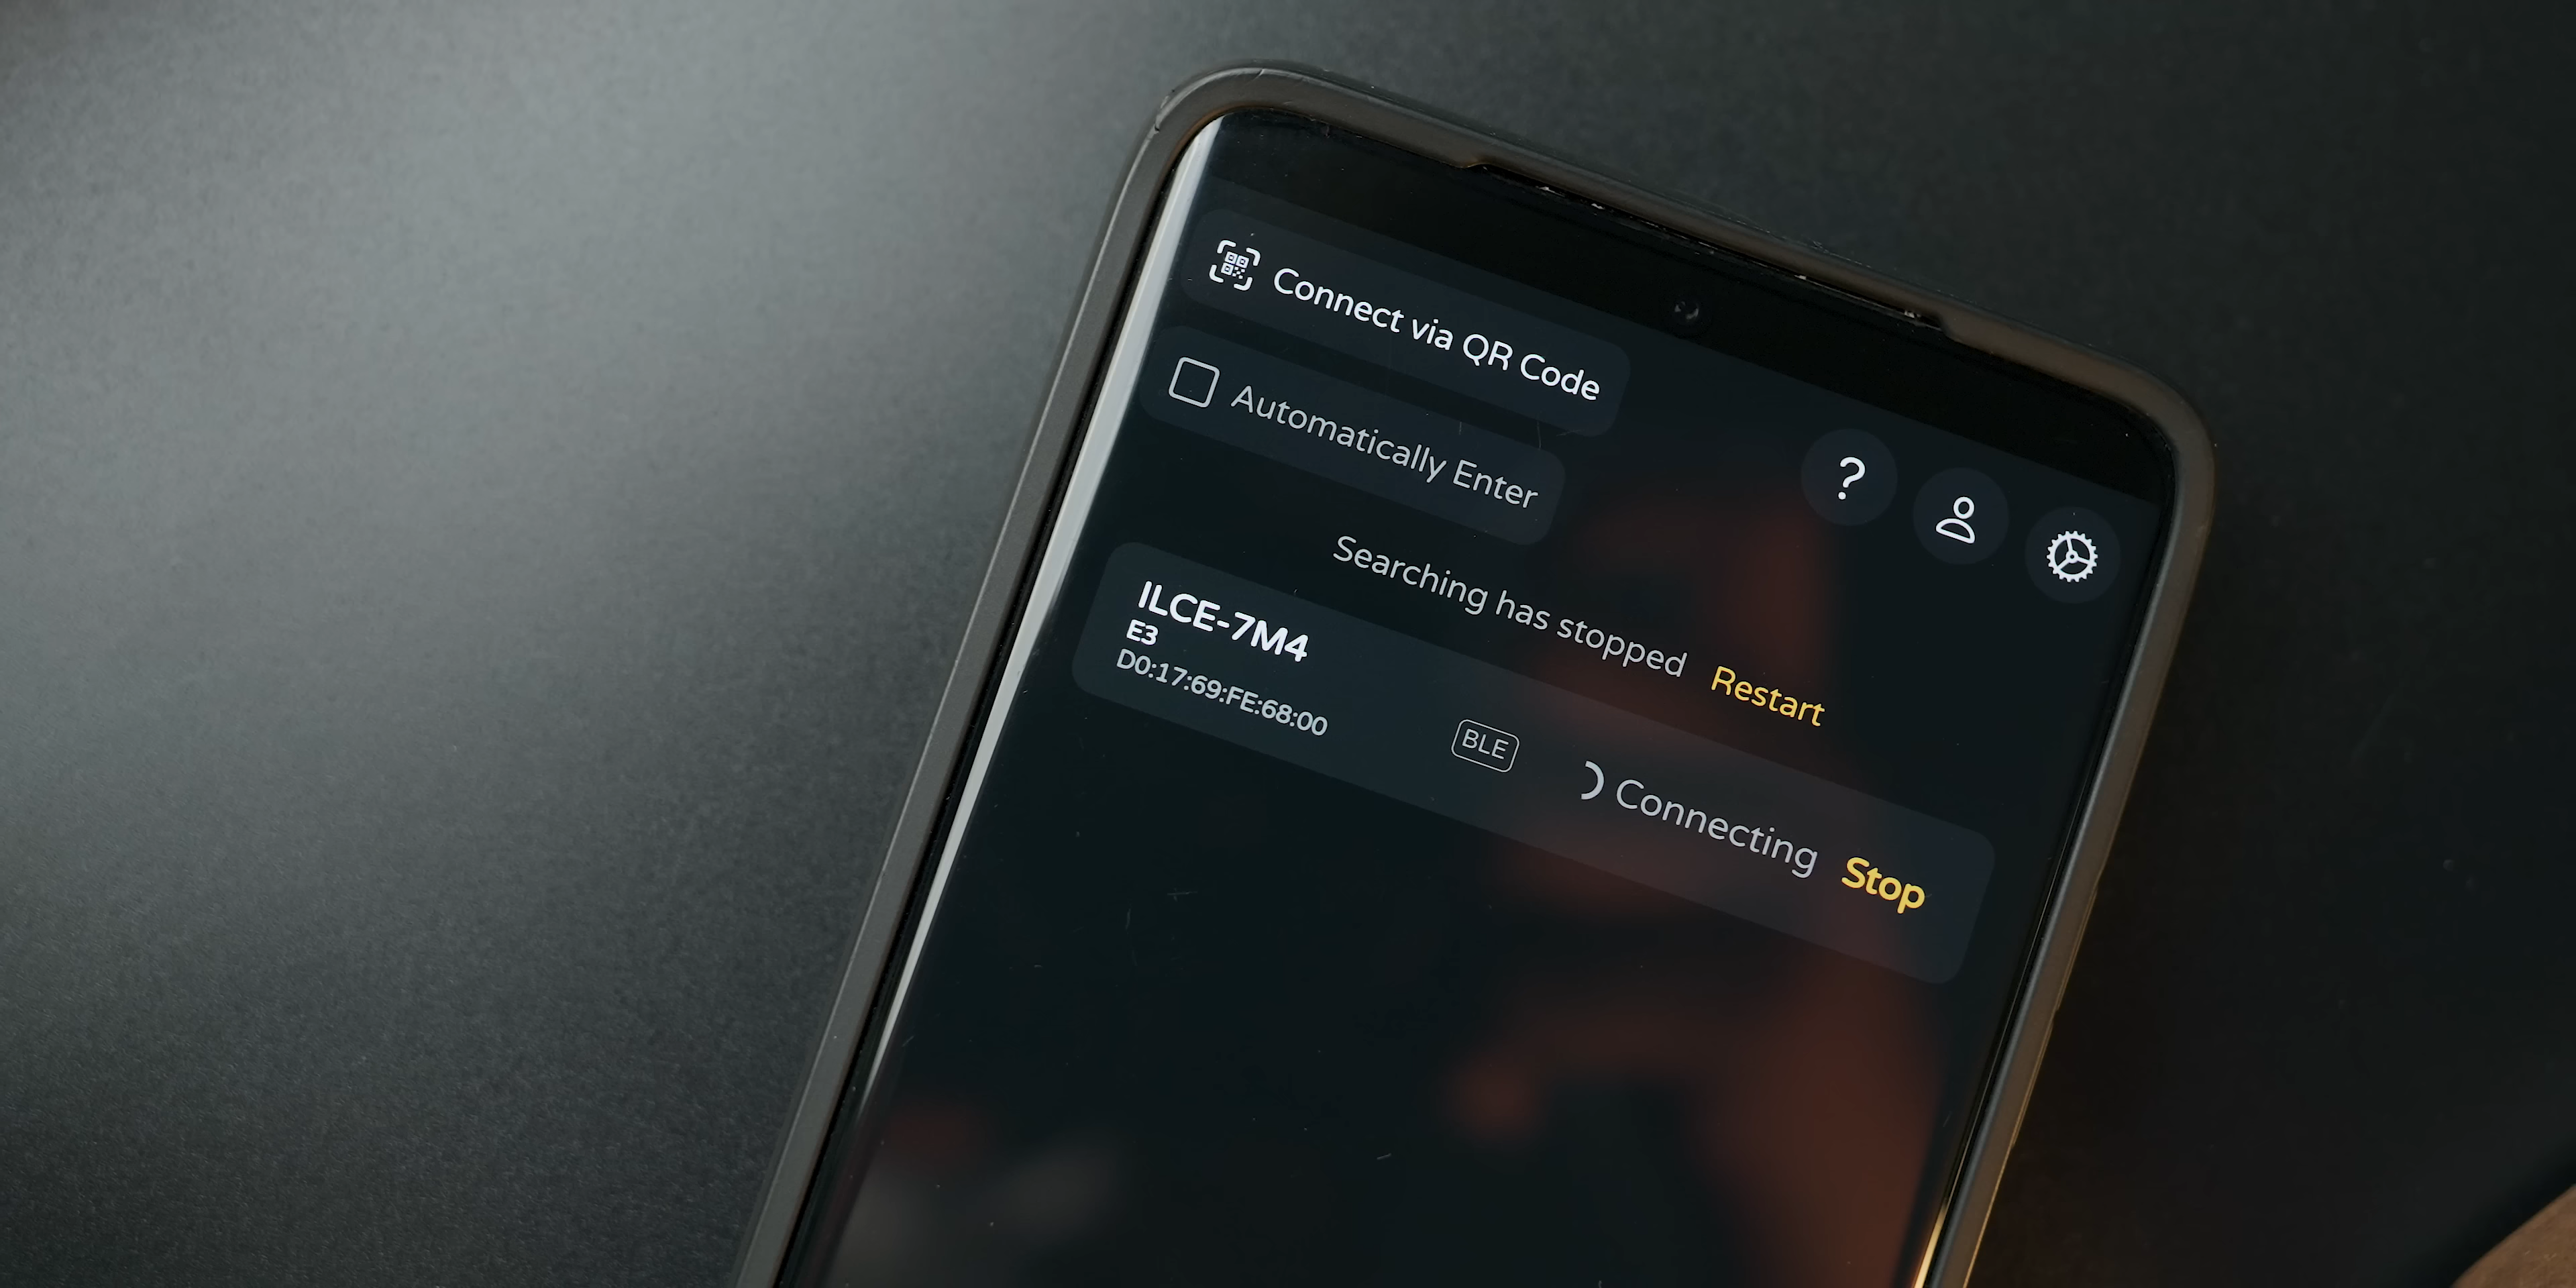 Connect via QR Code
Automatically Enter
?
Searching has stopped Restart
ILCE-7M4
E3
D0:17:69:FE:68:00
BLE Connecting Stop